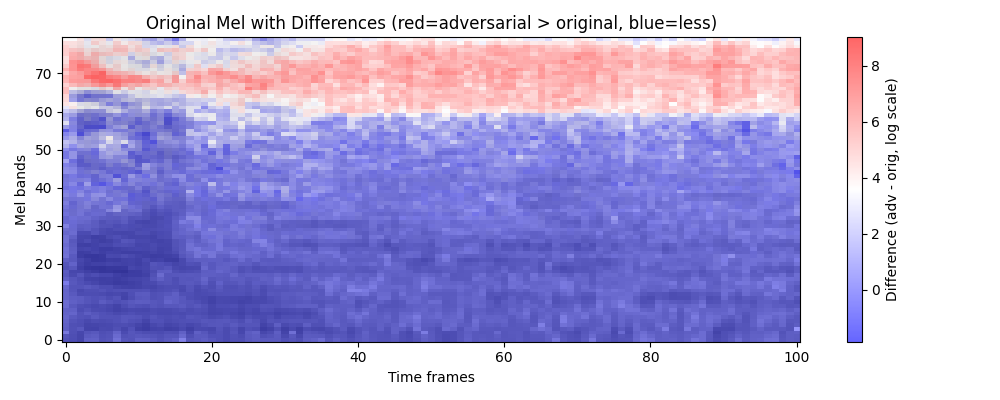 Original Mel with Differences (red=adversarial > original, blue=less)
Mel bands
70
60
50
40
30
20
10
0
0 20 40 60 80 100
Time frames
8
6
4
2
0
Difference (adv - orig, log scale)